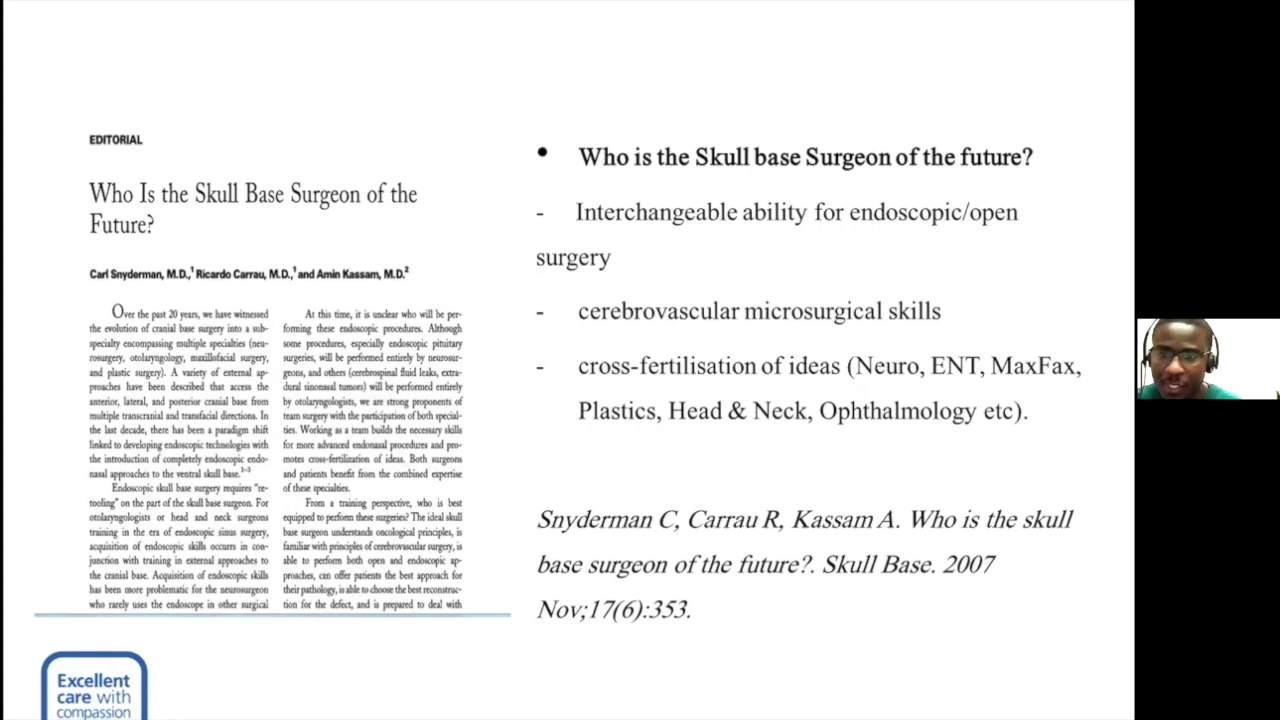 EDITORIAL
Who Is the Skull Base Surgeon of the
Future?
Carl Snyderman, M.D.,1 Ricardo Carrau, M.D.,1 and Amin Kassam, M.D.2
Over the past 20 years, we have witnessed
the evolution of cranial base surgery into a sub-
specialty encompassing multiple specialties (neu-
rosurgery, otolaryngology, maxillofacial surgery,
and plastic surgery). A variety of external ap-
proaches have been described that access the
anterior, lateral, and posterior cranial base from
multiple transcranial and transfacial directions. In
the last decade, there has been a paradigm shift
linked to developing endoscopic technologies with
the introduction of completely endoscopic endo-
nasal approaches to the ventral skull base.1–3
Endoscopic skull base surgery requires “re-
tooling” on the part of the skull base surgeon. For
otolaryngologists or head and neck surgeons
training in the era of endoscopic sinus surgery,
acquisition of endoscopic skills occurs in con-
junction with training in external approaches to
the cranial base. Acquisition of endoscopic skills
has been more problematic for the neurosurgeon
who rarely uses the endoscope in other surgical
At this time, it is unclear who will be per-
forming these endoscopic procedures. Although
some procedures, especially endoscopic pituitary
surgeries, will be performed entirely by neurosur-
geons, and others (cerebrospinal fluid leaks, extra-
dural sinonasal tumors) will be performed entirely
by otolaryngologists, we are strong proponents of
team surgery with the participation of both special-
ties. Working as a team builds the necessary skills
for more advanced endonasal procedures and pro-
motes cross-fertilization of ideas. Both surgeons
and patients benefit from the combined expertise
of these specialties.
From a training perspective, who is best
equipped to perform these surgeries? The ideal skull
base surgeon understands oncological principles, is
familiar with principles of cerebrovascular surgery, is
able to perform both open and endoscopic ap-
proaches, can offer patients the best approach for
their pathology, is able to choose the best reconstruc-
tion for the defect, and is prepared to deal with
• Who is the Skull base Surgeon of the future?
- Interchangeable ability for endoscopic/open
surgery
- cerebrovascular microsurgical skills
- cross-fertilisation of ideas (Neuro, ENT, MaxFax,
Plastics, Head & Neck, Ophthalmology etc).
Snyderman C, Carrau R, Kassam A. Who is the skull
base surgeon of the future?. Skull Base. 2007
Nov;17(6):353.
Excellent
care with
compassion